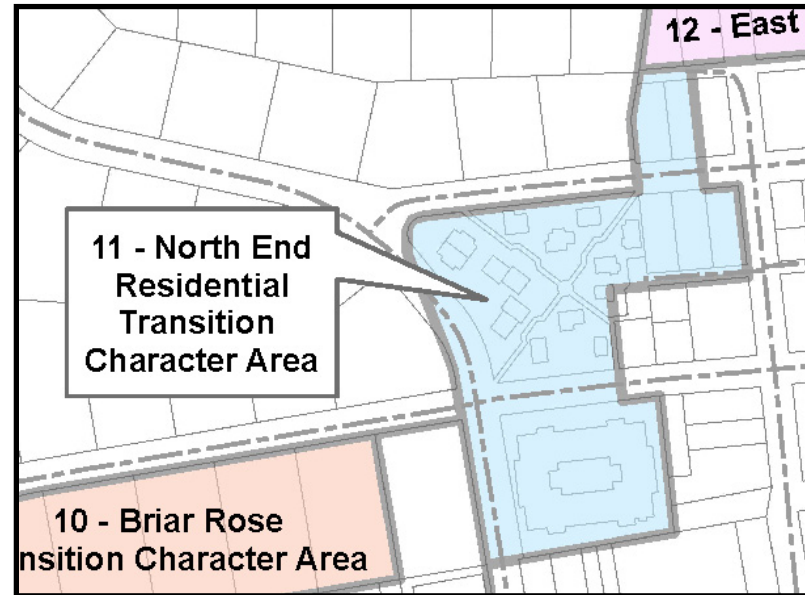 12 - East
11 - North End
Residential
Transition
Character Area
10 - Briar Rose
nsition Character Area